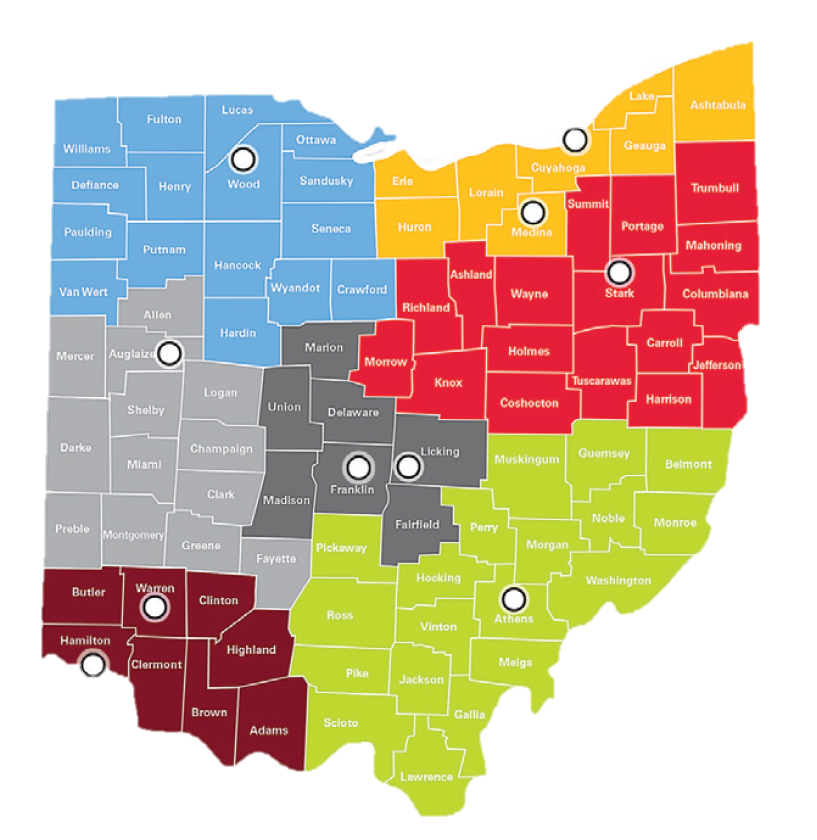 Lake
Ashtabula
Lucas
Fulton
Ottawa
Geauga
Williams
Cuyahoga
Wood
Defiance
Henry
Sandusky
Erie
Lorain
Trumbull
Summit
Portage
Paulding
Putnam
Seneca
Huron
Medina
Mahoning
Hancock
Ashland
Van Wert
Wyandot
Crawford
Richland
Wayne
Stark
Columbiana
Allen
Hardin
Marion
Mercer
Auglaize
Morrow
Holmes
Carroll
Jefferson
Knox
Tuscarawas
Logan
Union
Delaware
Coshocton
Harrison
Shelby
Darke
Champaign
Licking
Muskingum
Guernsey
Belmont
Miami
Franklin
Clark
Madison
Preble
Montgomery
Fairfield
Perry
Noble
Monroe
Greene
Pickaway
Morgan
Fayette
Hocking
Washington
Butler
Warren
Clinton
Ross
Vinton
Athens
Hamilton
Highland
Clermont
Pike
Jackson
Meigs
Brown
Adams
Scioto
Gallia
Lawrence